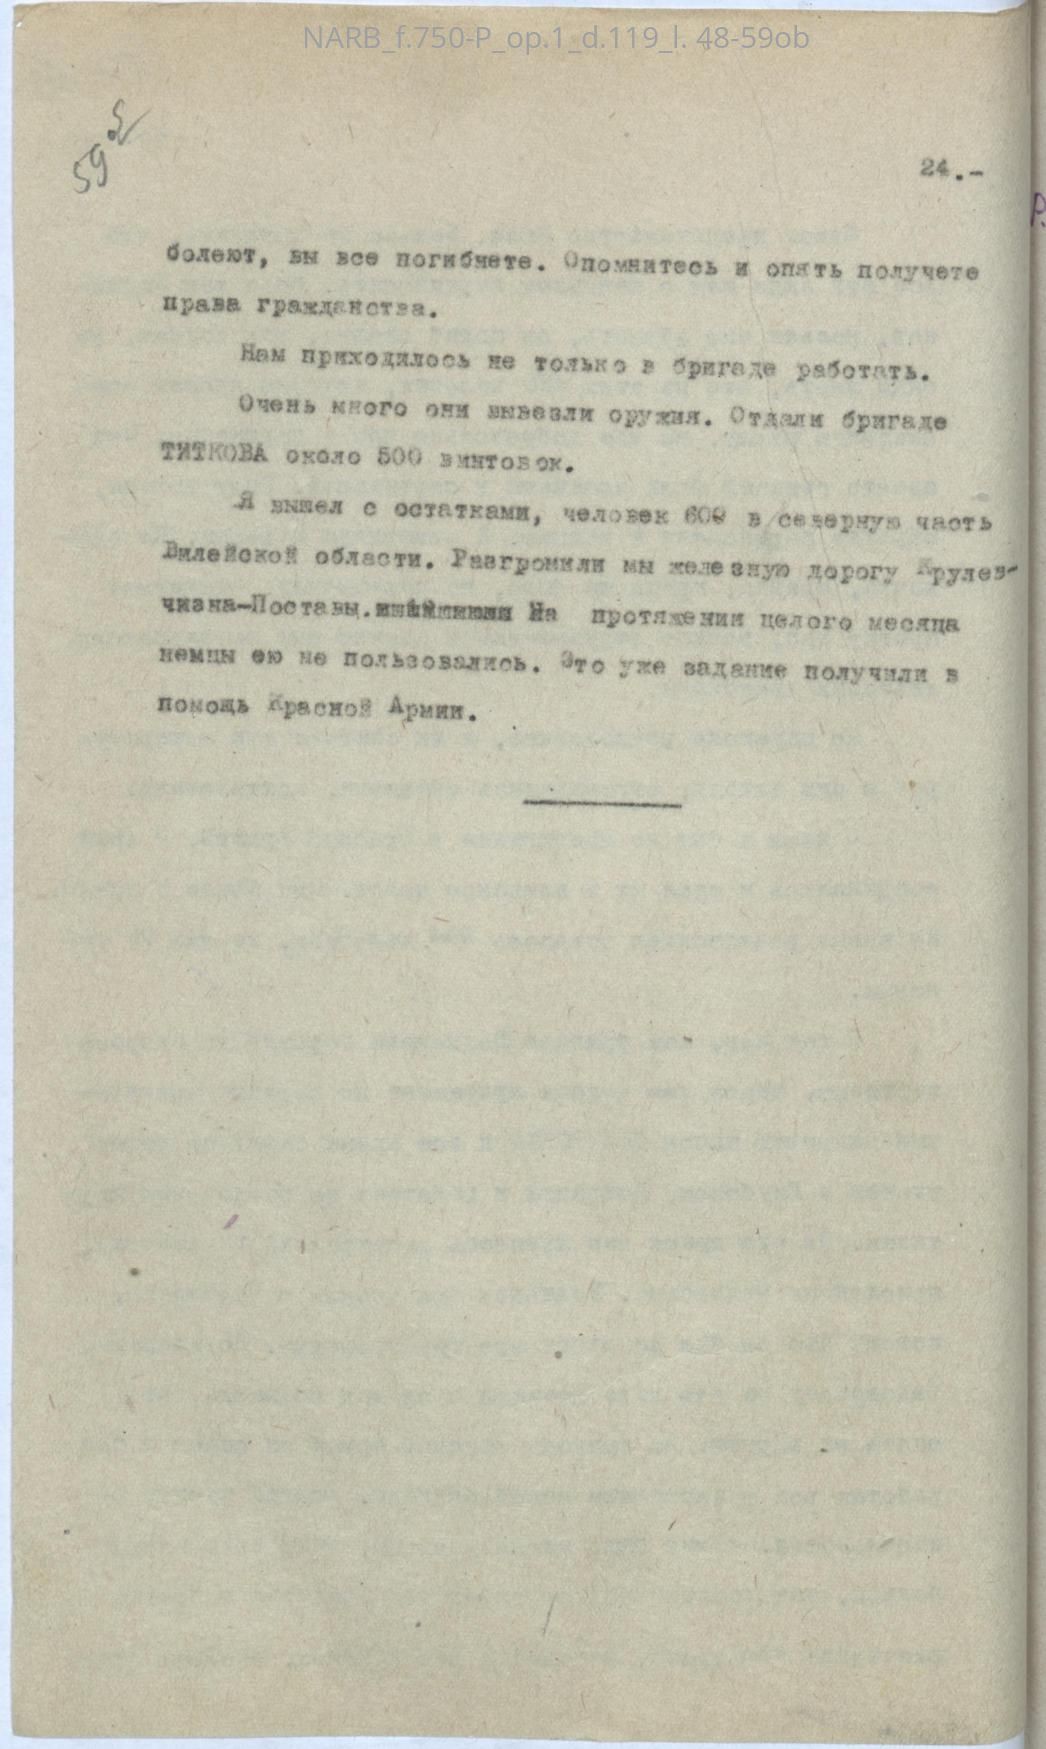 NARB_f.750-P_op.1_d.119_l. 48-59ob
59
24.-
болеют, вы все погибнете. Опомнитесь и опять получете
права гражданства.
Нам приходилось не только в бригаде работать.
Очень много они вывезли оружия. Отдали бригаде
ТИТКОВА около 500 винтовок.
Я вышел с остатками, человек 600 в северную часть
Вилейской области. Разгромили мы железную дорогу Крулев-
чизна-Поставы. На протяжении целого месяца
немцы ею не пользовались. Это уже задание получили в
помощь Красной Армии.